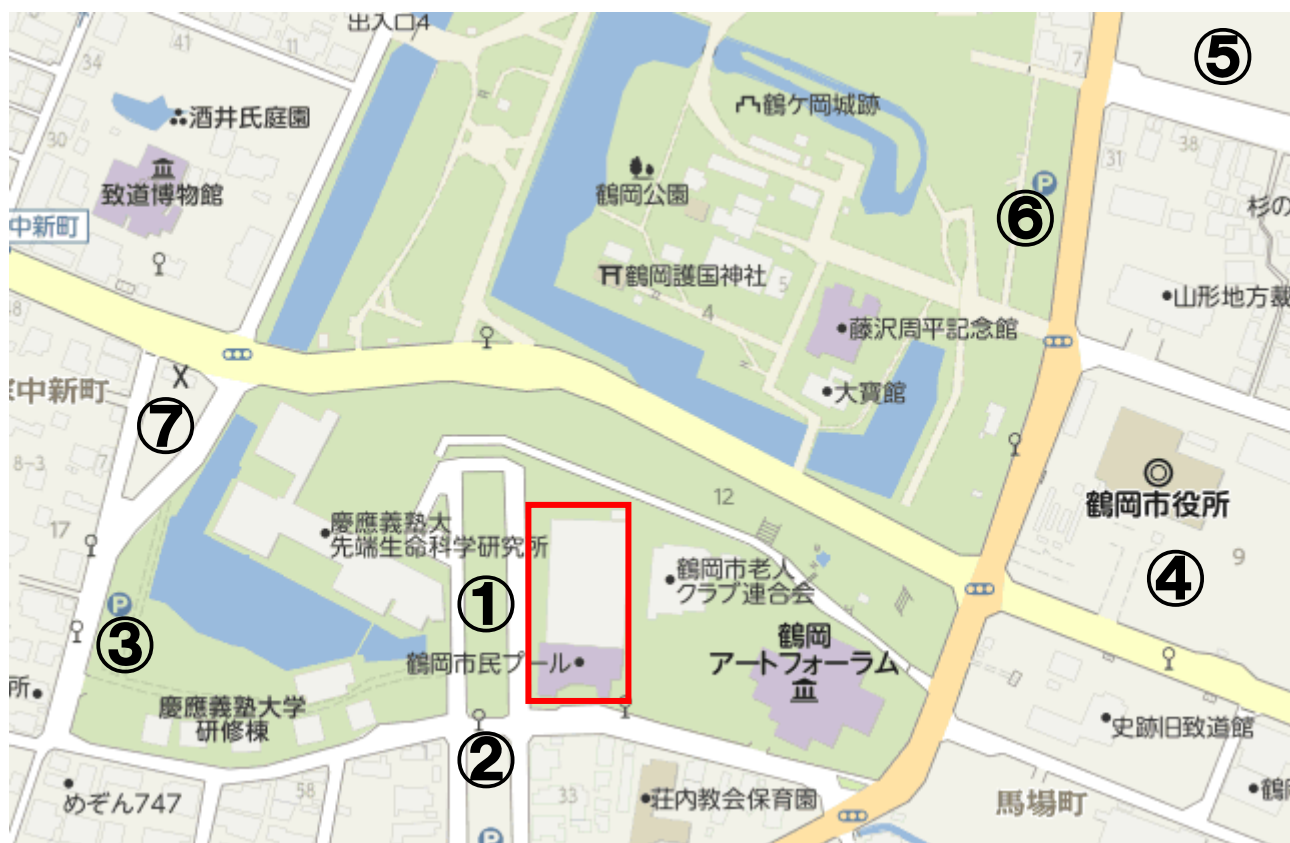 出入口4
41
11
34
酒井氏庭園
30
致道博物館
中新町
⑤
7
鶴ケ岡城跡
38
31
P
⑥
鶴岡公園
杉の
鶴岡護国神社
5
4
山形地方裁
藤沢周平記念館
大寶館
中新町
⑦
8-3
7
17
12
鶴岡市役所
9
④
慶應義塾大
先端生命科学研究所
①
鶴岡市老人
クラブ連合会
P
③
鶴岡市民プール
鶴岡
アートフォーラム
所
慶應義塾大学
研修棟
②
史跡旧致道館
めぞん747
58
33
荘内教会保育園
馬場町
鶴
P